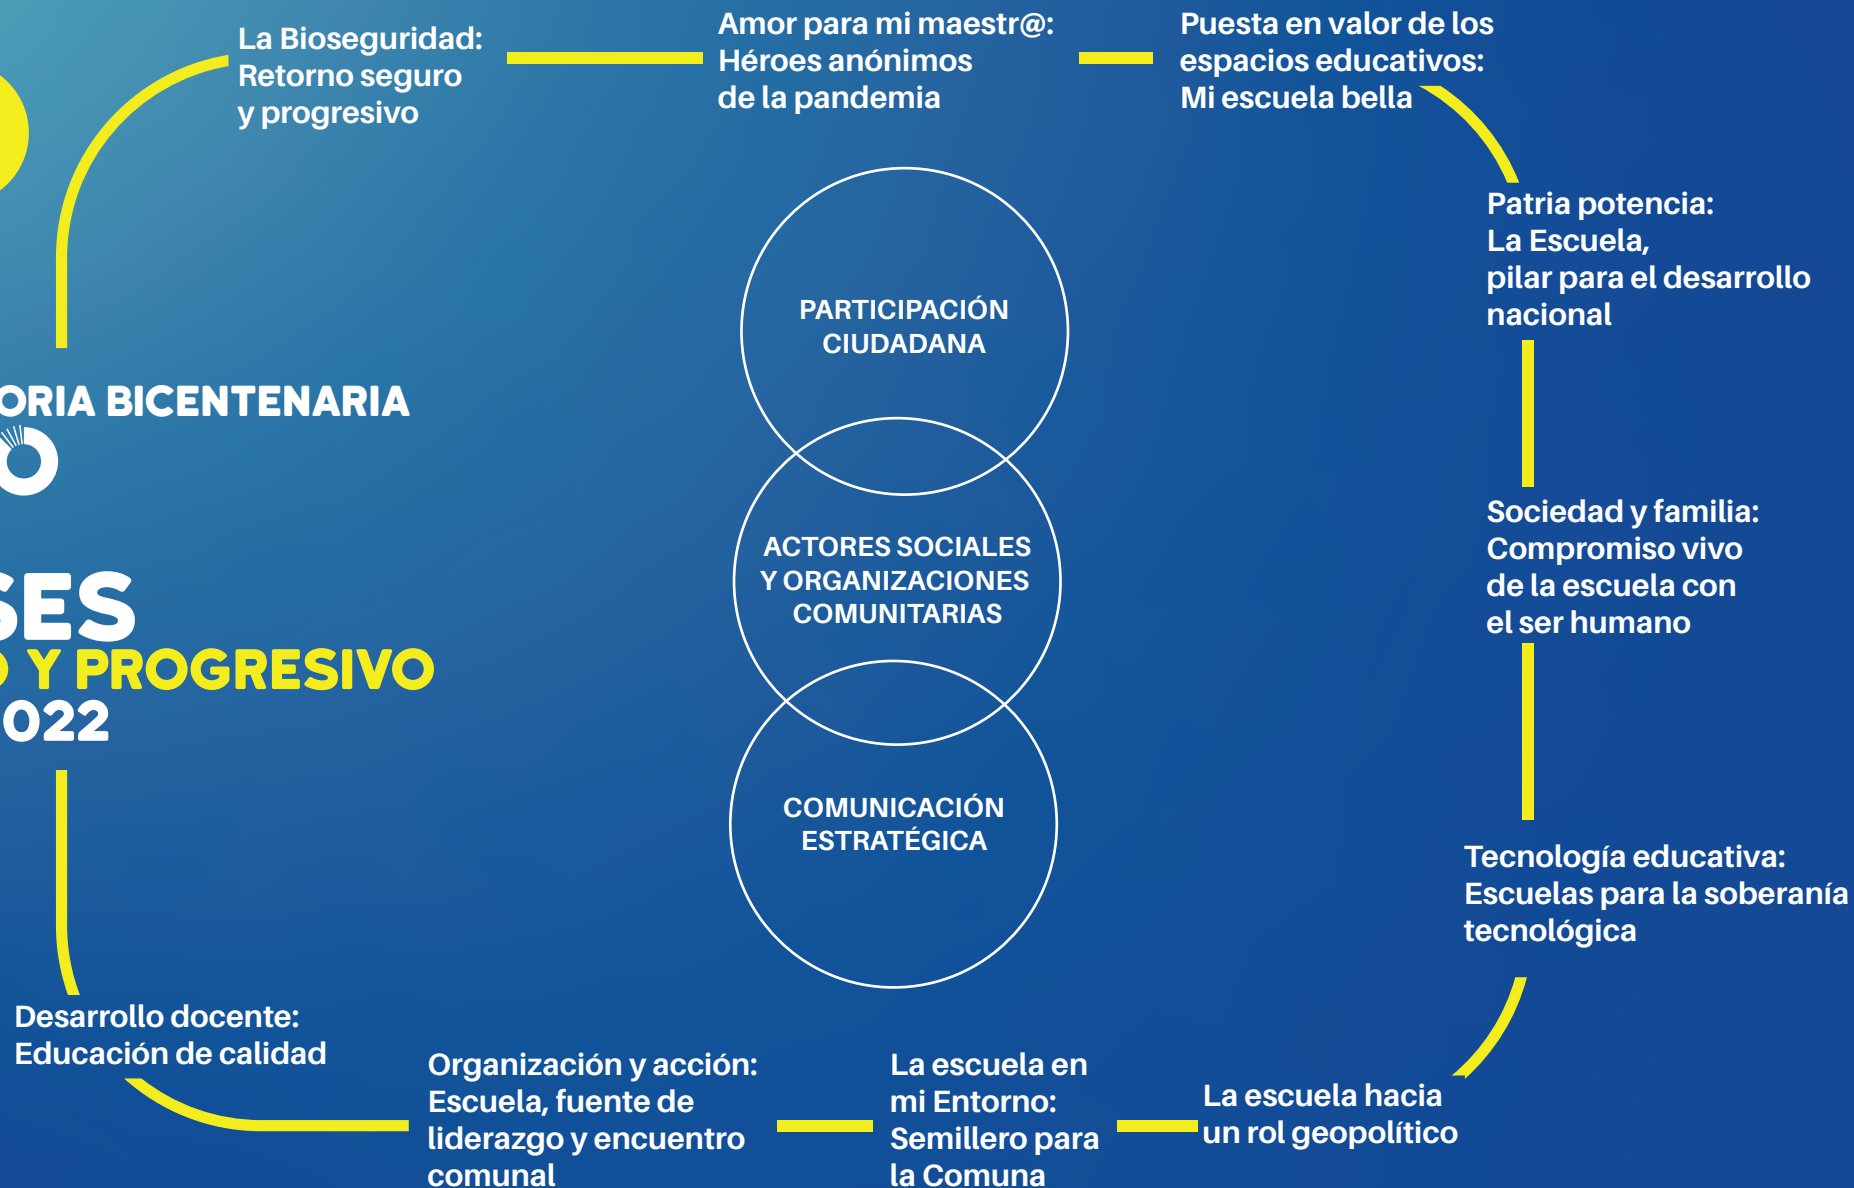 La Bioseguridad:
Retorno seguro
y progresivo
Amor para mi maestr@:
Héroes anónimos
de la pandemia
Puesta en valor de los
espacios educativos:
Mi escuela bella
Patria potencia:
La Escuela,
pilar para el desarrollo
nacional
Sociedad y familia:
Compromiso vivo
de la escuela con
el ser humano
Tecnología educativa:
Escuelas para la soberanía
tecnológica
La escuela hacia
un rol geopolítico
La escuela en
mi Entorno:
Semillero para
la Comuna
Organización y acción:
Escuela, fuente de
liderazgo y encuentro
comunal
Desarrollo docente:
Educación de calidad
BICENTENARIA
Y PROGRESIVO
PARTICIPACIÓN
CIUDADANA
ACTORES SOCIALES
Y ORGANIZACIONES
COMUNITARIAS
COMUNICACIÓN
ESTRATÉGICA